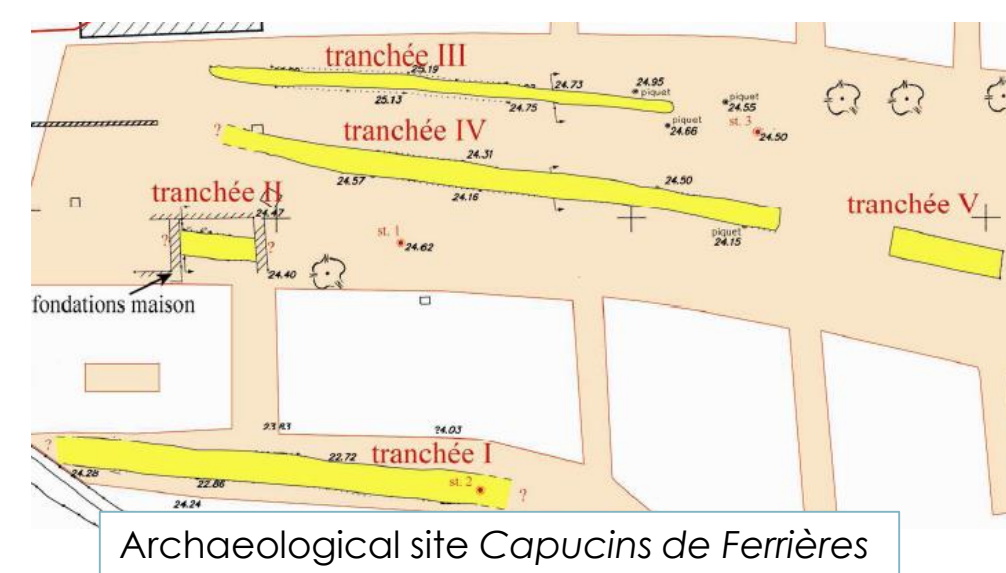 tranchée III
25.19
24.73
24.95
piquet
piquet
24.55
25.13
24.75
piquet
24.66
st. 3
24.50
?
tranchée IV
24.31
24.57
24.16
24.50
tranchée II
24.47
tranchée V
?
?
st. 1
24.62
piquet
24.15
24.40
fondations maison
23.83
24.03
?
22.72
tranchée I
24.28
22.86
st. 2
?
24.24
Archaeological site Capucins de Ferrières